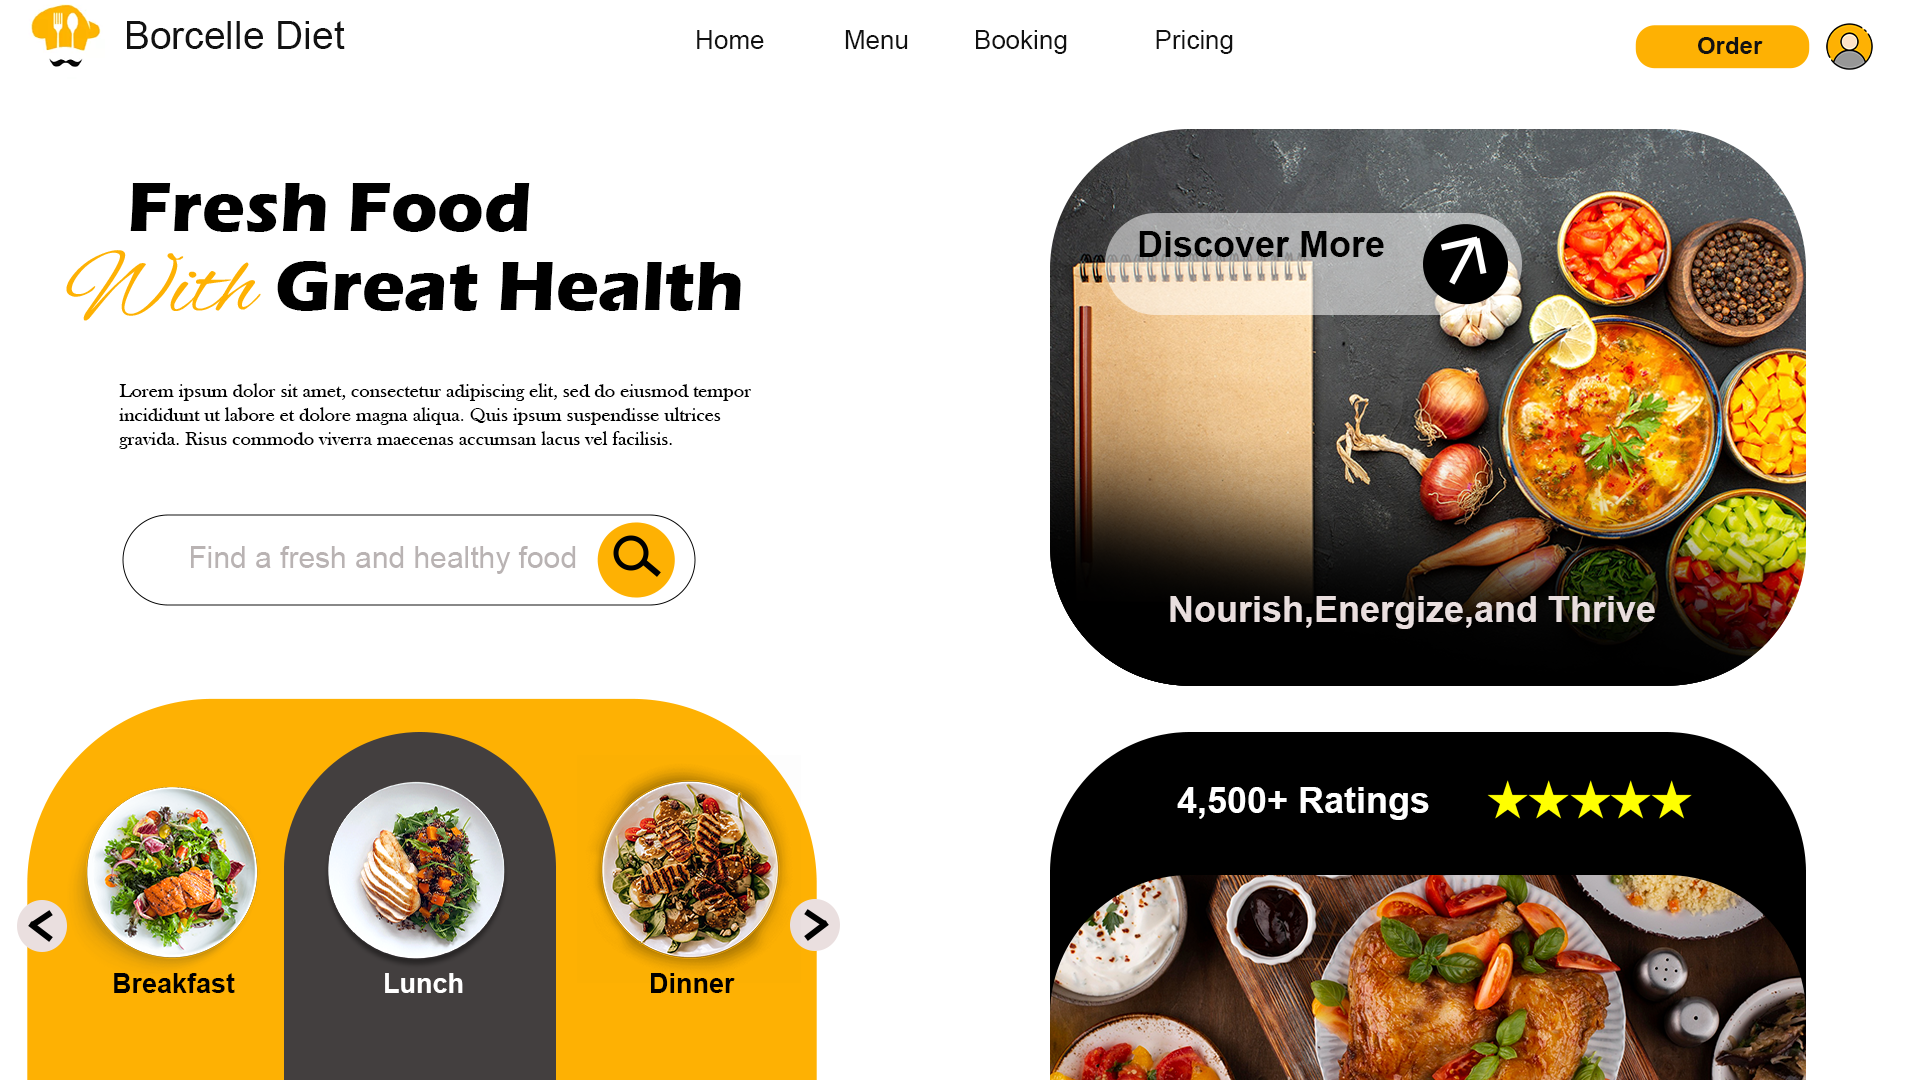 Borcelle Diet
Home
Menu
Booking
Pricing
Order
Fresh Food
With Great Health
Lorem ipsum dolor sit amet, consectetur adipiscing elit, sed do eiusmod tempor
incididunt ut labore et dolore magna aliqua. Quis ipsum suspendisse ultrices
gravida. Risus commodo viverra maecenas accumsan lacus vel facilisis.
Find a fresh and healthy food
Discover More
Nourish,Energize,and Thrive
Breakfast
Lunch
Dinner
4,500+ Ratings